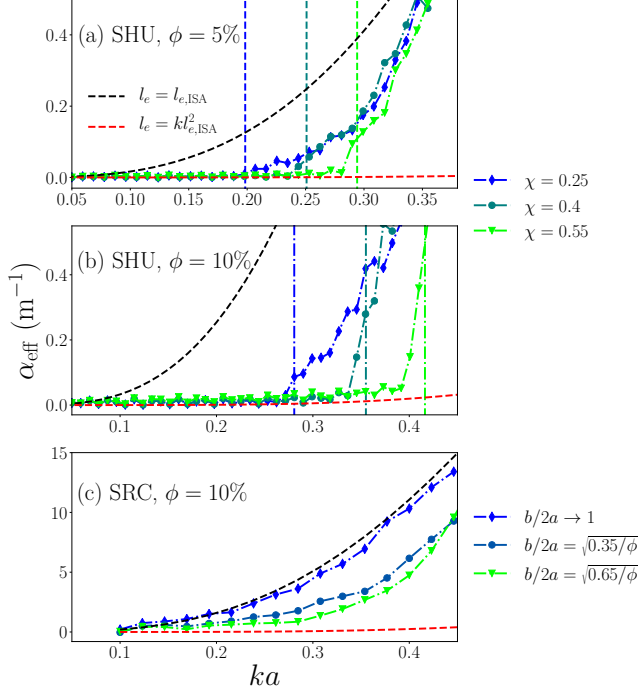 (a) SHU, ϕ = 5%
0.4
0.2
0.0
l_e = l_{e,ISA}
l_e = kl²_{e,ISA}
0.05 0.10 0.15 0.20 0.25 0.30 0.35
χ = 0.25
χ = 0.4
χ = 0.55
(b) SHU, ϕ = 10%
0.4
0.2
0.0
α_eff (m⁻¹)
0.1 0.2 0.3 0.4
(c) SRC, ϕ = 10%
15
10
5
0
0.1 0.2 0.3 0.4
b/2a → 1
b/2a = √0.35/ϕ
b/2a = √0.65/ϕ
ka